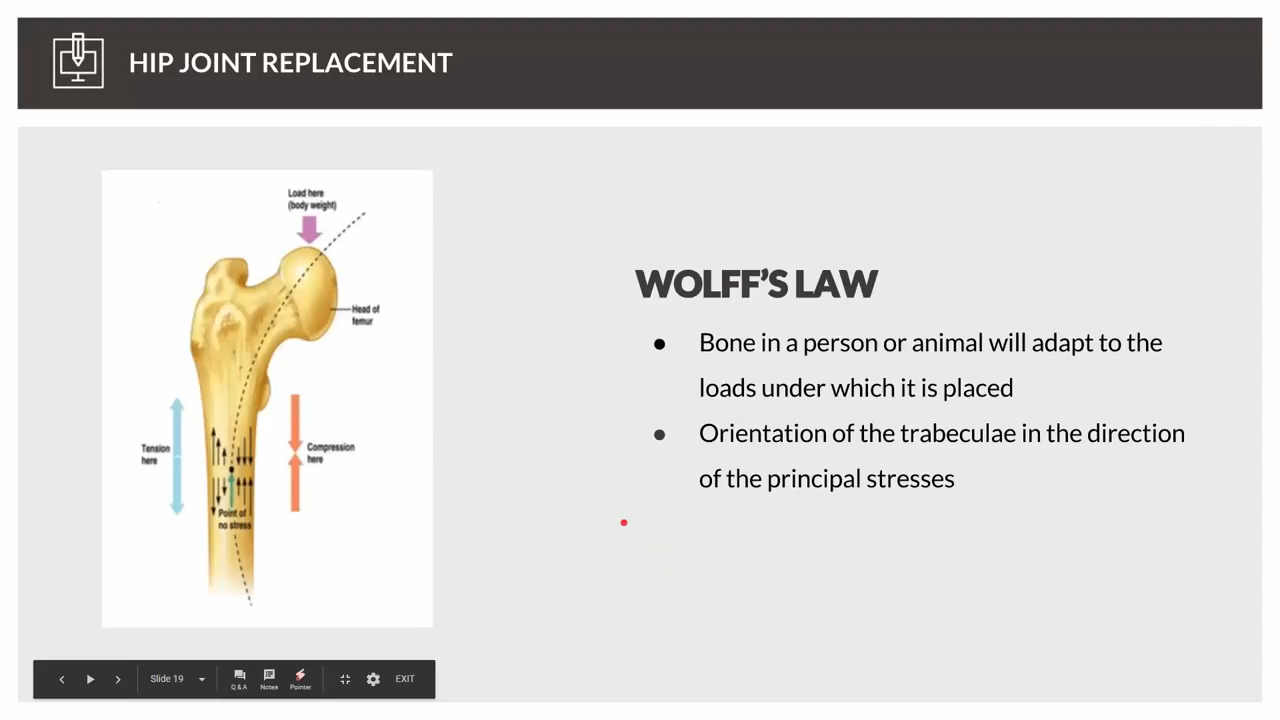 HIP JOINT REPLACEMENT
Load here
(body weight)
Head of
femur
Tension
here
Compression
here
Point of
no stress
WOLFF'S LAW
● Bone in a person or animal will adapt to the
loads under which it is placed
● Orientation of the trabeculae in the direction
of the principal stresses
Slide 19
Q & A
Notes
Pointer
EXIT